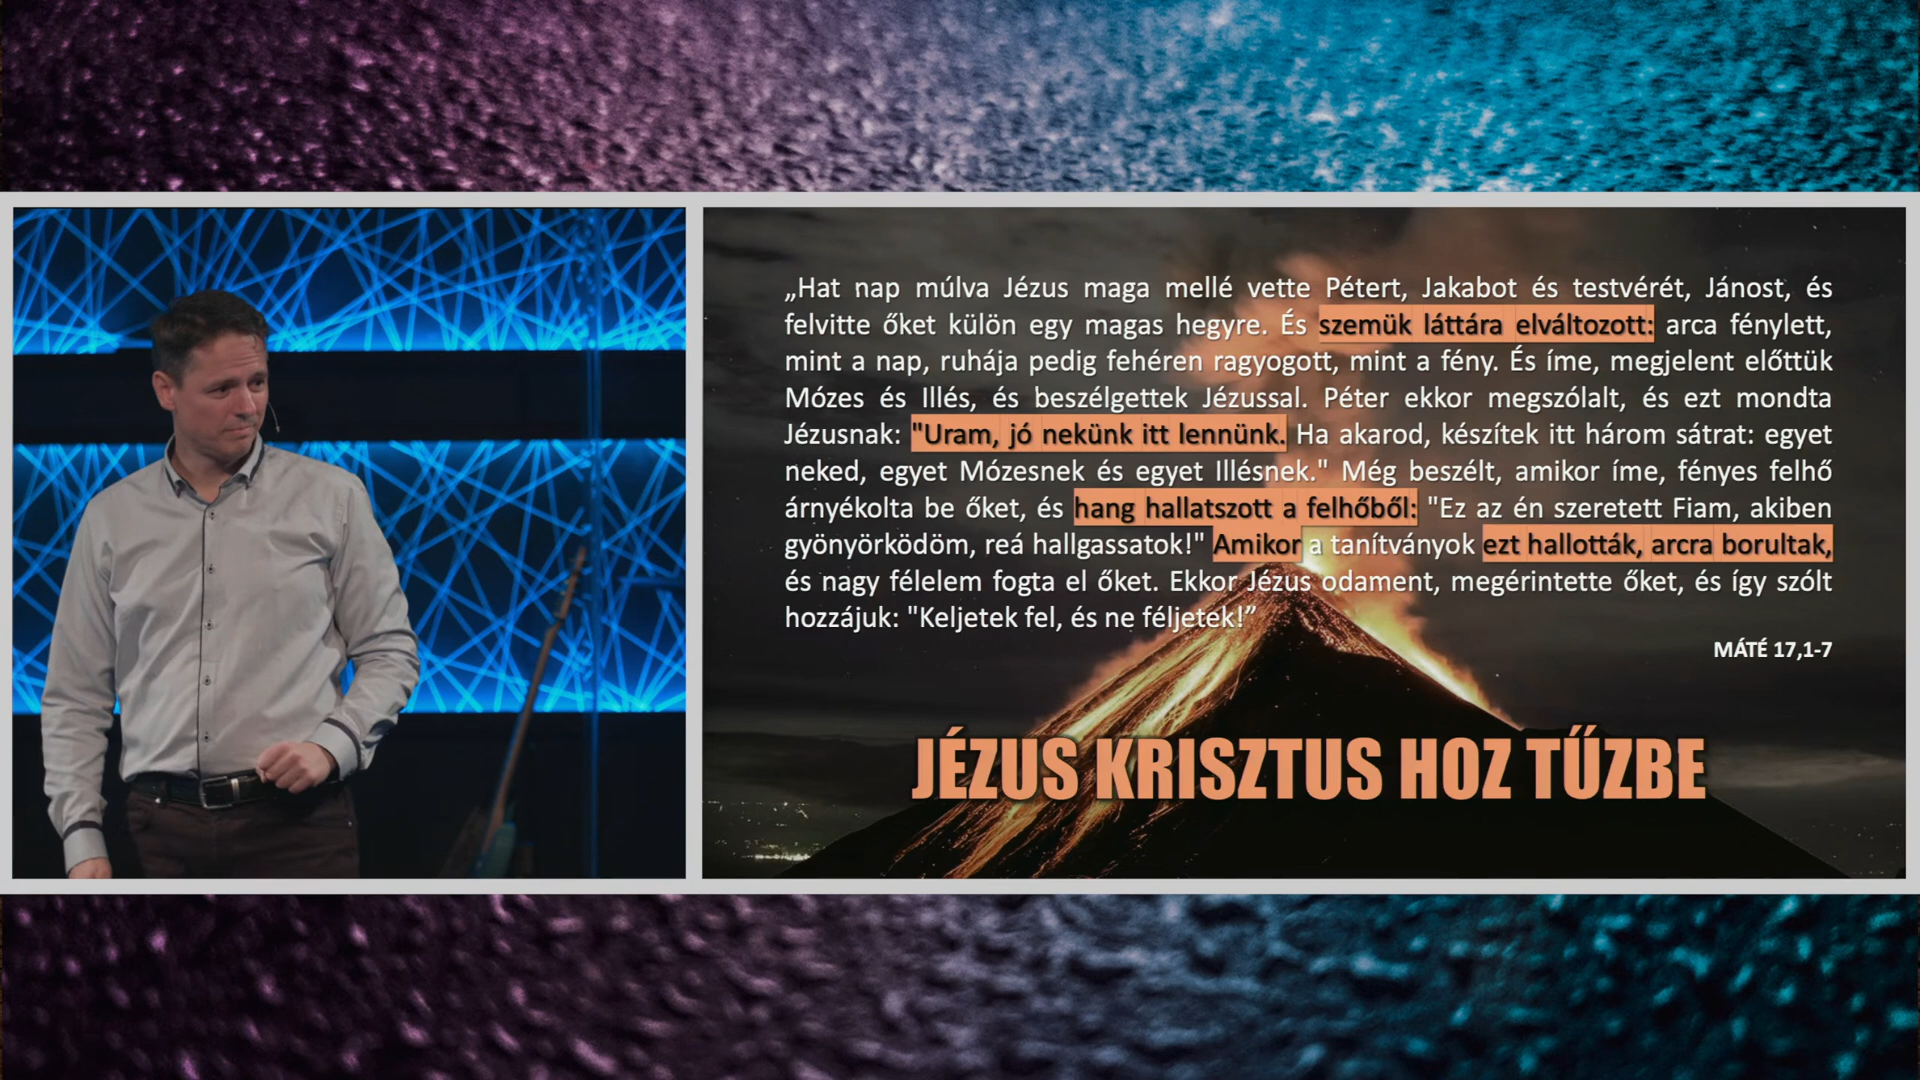 „Hat nap múlva Jézus maga mellé vette Pétert, Jakabot és testvérét, Jánost, és
felvitte őket külön egy magas hegyre. És szemük láttára elváltozott: arca fénylett,
mint a nap, ruhája pedig fehéren ragyogott, mint a fény. És íme, megjelent előttük
Mózes és Illés, és beszélgettek Jézussal. Péter ekkor megszólalt, és ezt mondta
Jézusnak: "Uram, jó nekünk itt lennünk. Ha akarod, készítek itt három sátrat: egyet
neked, egyet Mózesnek és egyet Illésnek." Még beszélt, amikor íme, fényes felhő
árnyékolta be őket, és hang hallatszott a felhőből: "Ez az én szeretett Fiam, akiben
gyönyörködöm, reá hallgassatok!" Amikor a tanítványok ezt hallották, arcra borultak,
és nagy félelem fogta el őket. Ekkor Jézus odament, megérintette őket, és így szólt
hozzájuk: "Keljetek fel, és ne féljetek!”
MÁTÉ 17,1-7
JÉZUS KRISZTUS HOZ TŰZBE